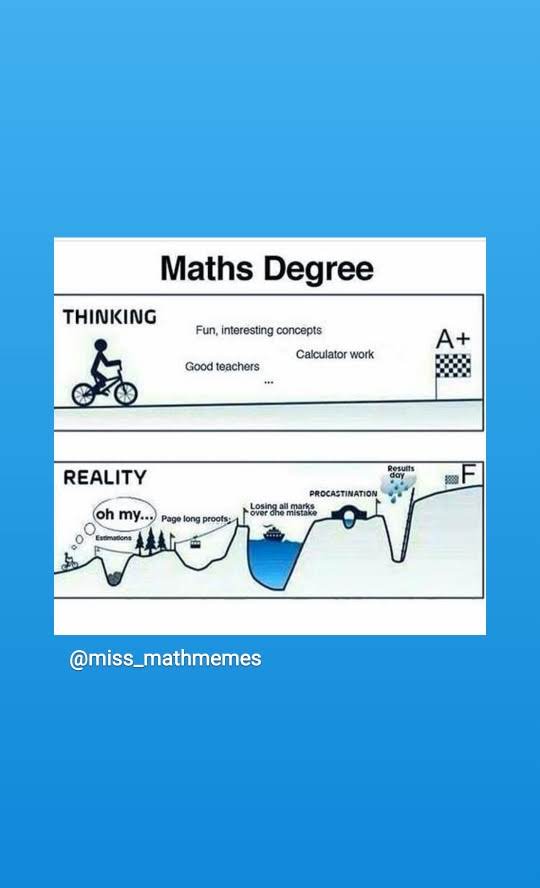 Maths Degree
THINKING
Fun, interesting concepts
A+
Calculator work
Good teachers
...
REALITY
Results
day
F
PROCASTINATION
oh my...
Losing all marks
over one mistake
Page long proofs:
Estimations
@miss_mathmemes